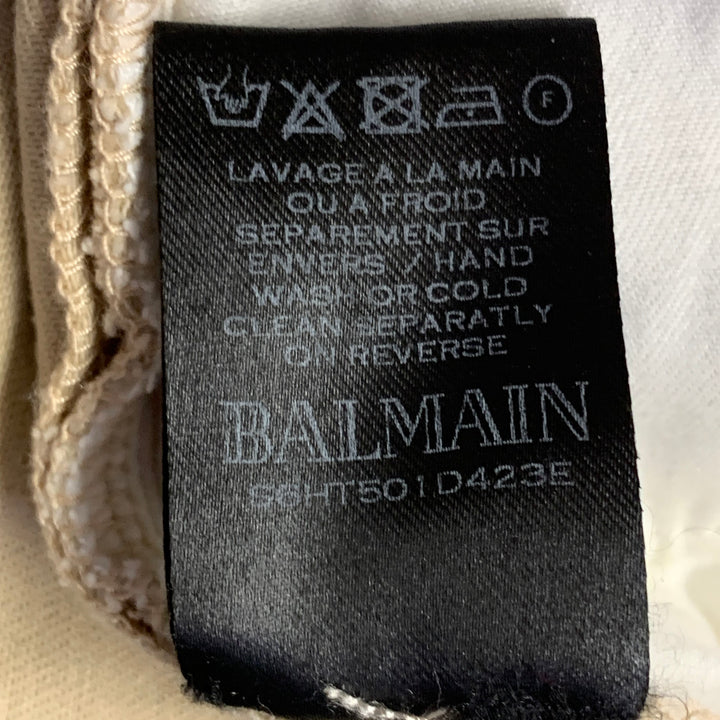 F
LAVAGE A LA MAIN
OU A FROID
SEPAREMENT SUR
ENVERS / HAND
WASH OR COLD
CLEAN SEPARATLY
ON REVERSE
BALMAIN
S6HT501D423E